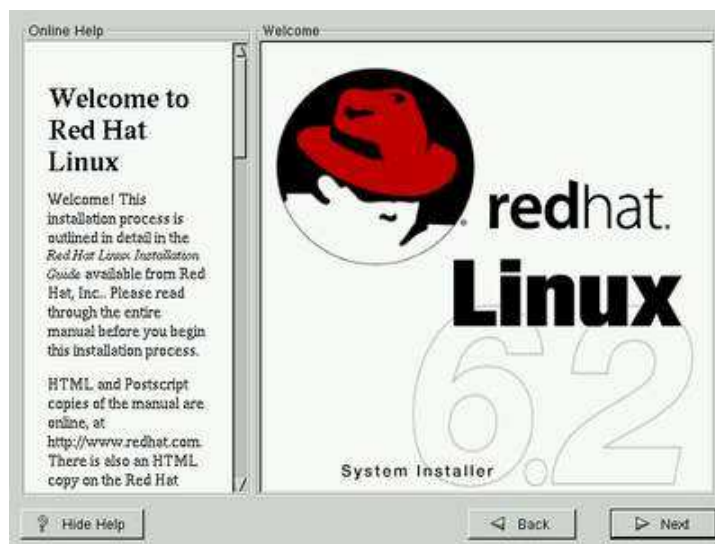 Online Help
Welcome to
Red Hat
Linux
Welcome! This
installation process is
outlined in detail in the
Red Hat Linux Installation
Guide available from Red
Hat, Inc.. Please read
through the entire
manual before you begin
this installation process.
HTML and Postscript
copies of the manual are
online, at
http://www.redhat.com.
There is also an HTML
copy on the Red Hat
Welcome
redhat.
Linux
6.2
System Installer
Hide Help
Back
Next